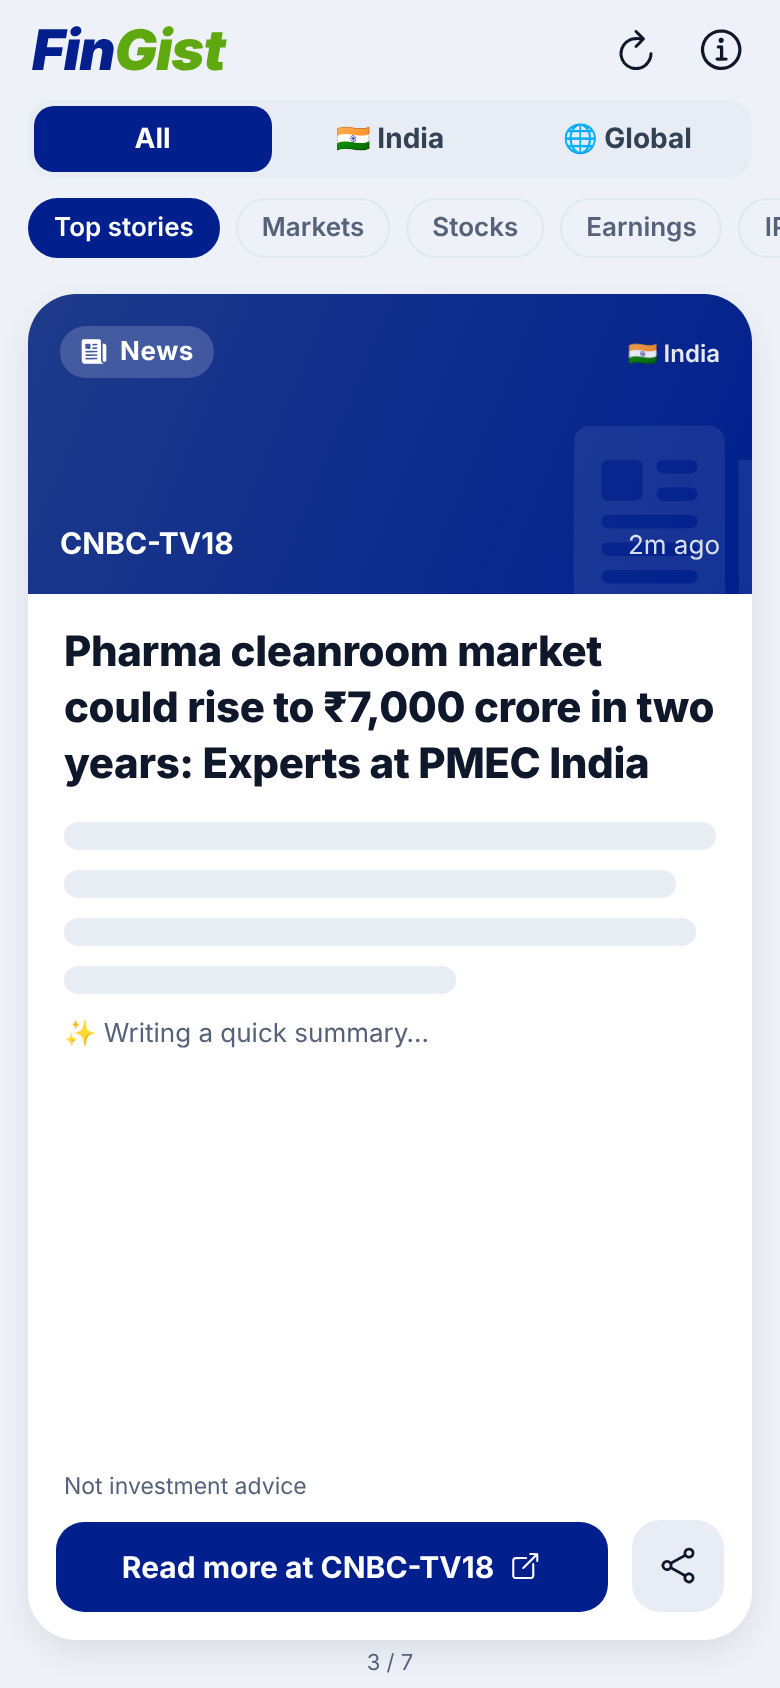 FinGist
All
🇮🇳 India
🌐 Global
Top stories
Markets
Stocks
Earnings
News
🇮🇳 India
CNBC-TV18
2m ago
Pharma cleanroom market
could rise to ₹7,000 crore in two
years: Experts at PMEC India
✨ Writing a quick summary...
Not investment advice
Read more at CNBC-TV18
3 / 7